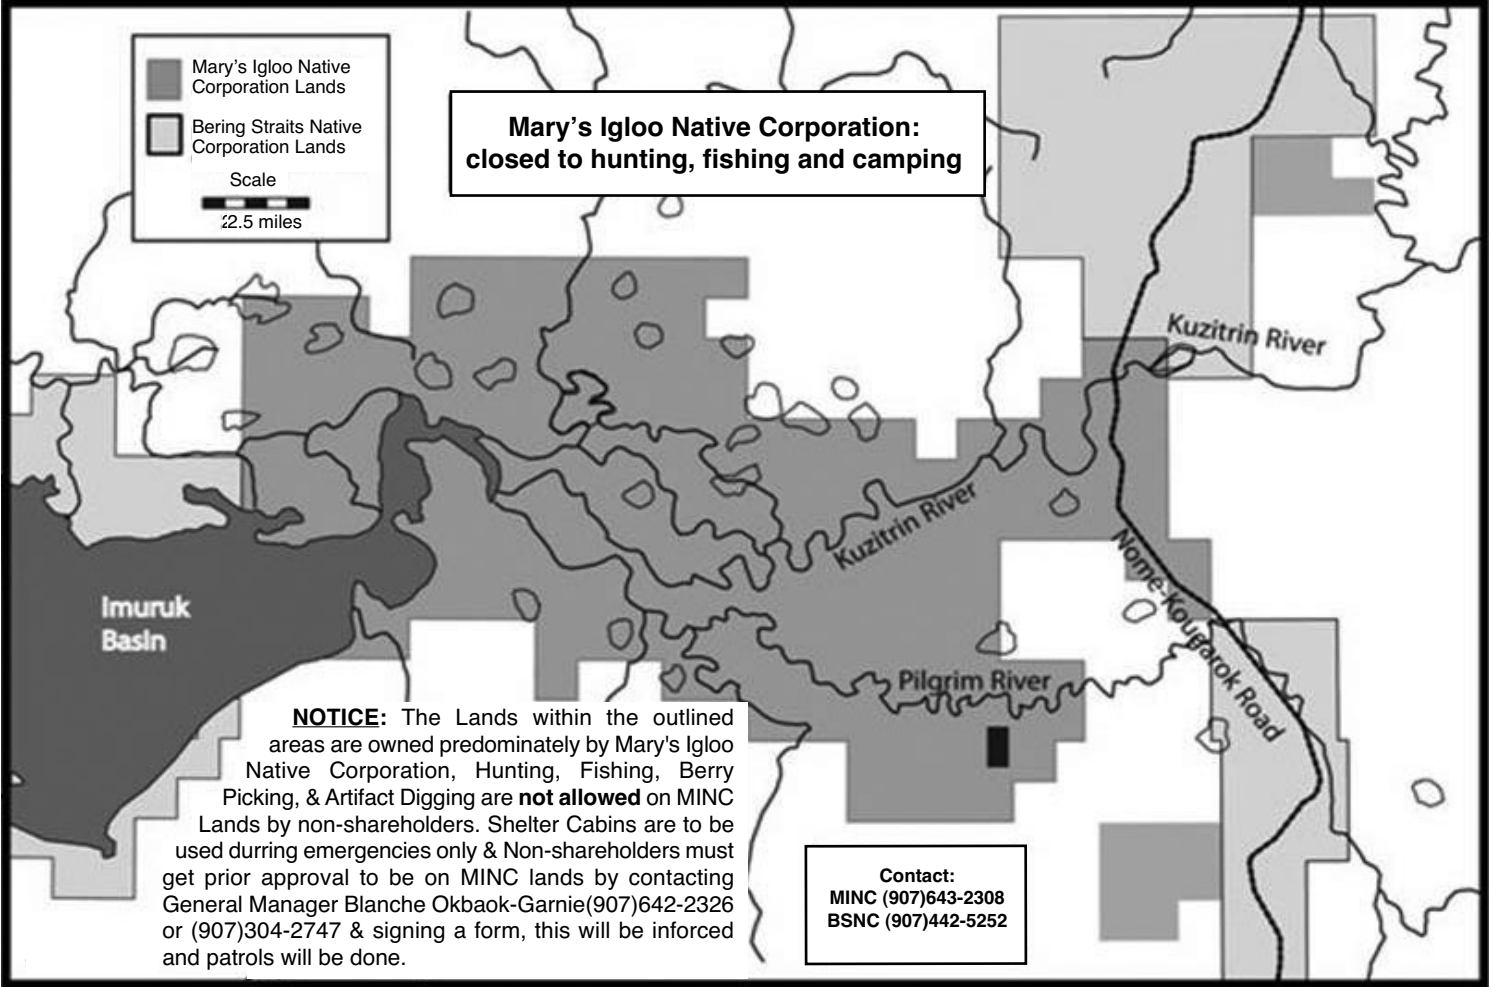 Mary's Igloo Native
Corporation Lands
Bering Straits Native
Corporation Lands
Scale
22.5 miles
Mary's Igloo Native Corporation:
closed to hunting, fishing and camping
Kuzitrin River
Kuzitrin River
Nome-Kougarok Road
Imuruk
Basin
Pilgrim River
NOTICE: The Lands within the outlined
areas are owned predominately by Mary's Igloo
Native Corporation, Hunting, Fishing, Berry
Picking, & Artifact Digging are not allowed on MINC
Lands by non-shareholders. Shelter Cabins are to be
used durring emergencies only & Non-shareholders must
get prior approval to be on MINC lands by contacting
General Manager Blanche Okbaok-Garnie(907)642-2326
or (907)304-2747 & signing a form, this will be inforced
and patrols will be done.
Contact:
MINC (907)643-2308
BSNC (907)442-5252